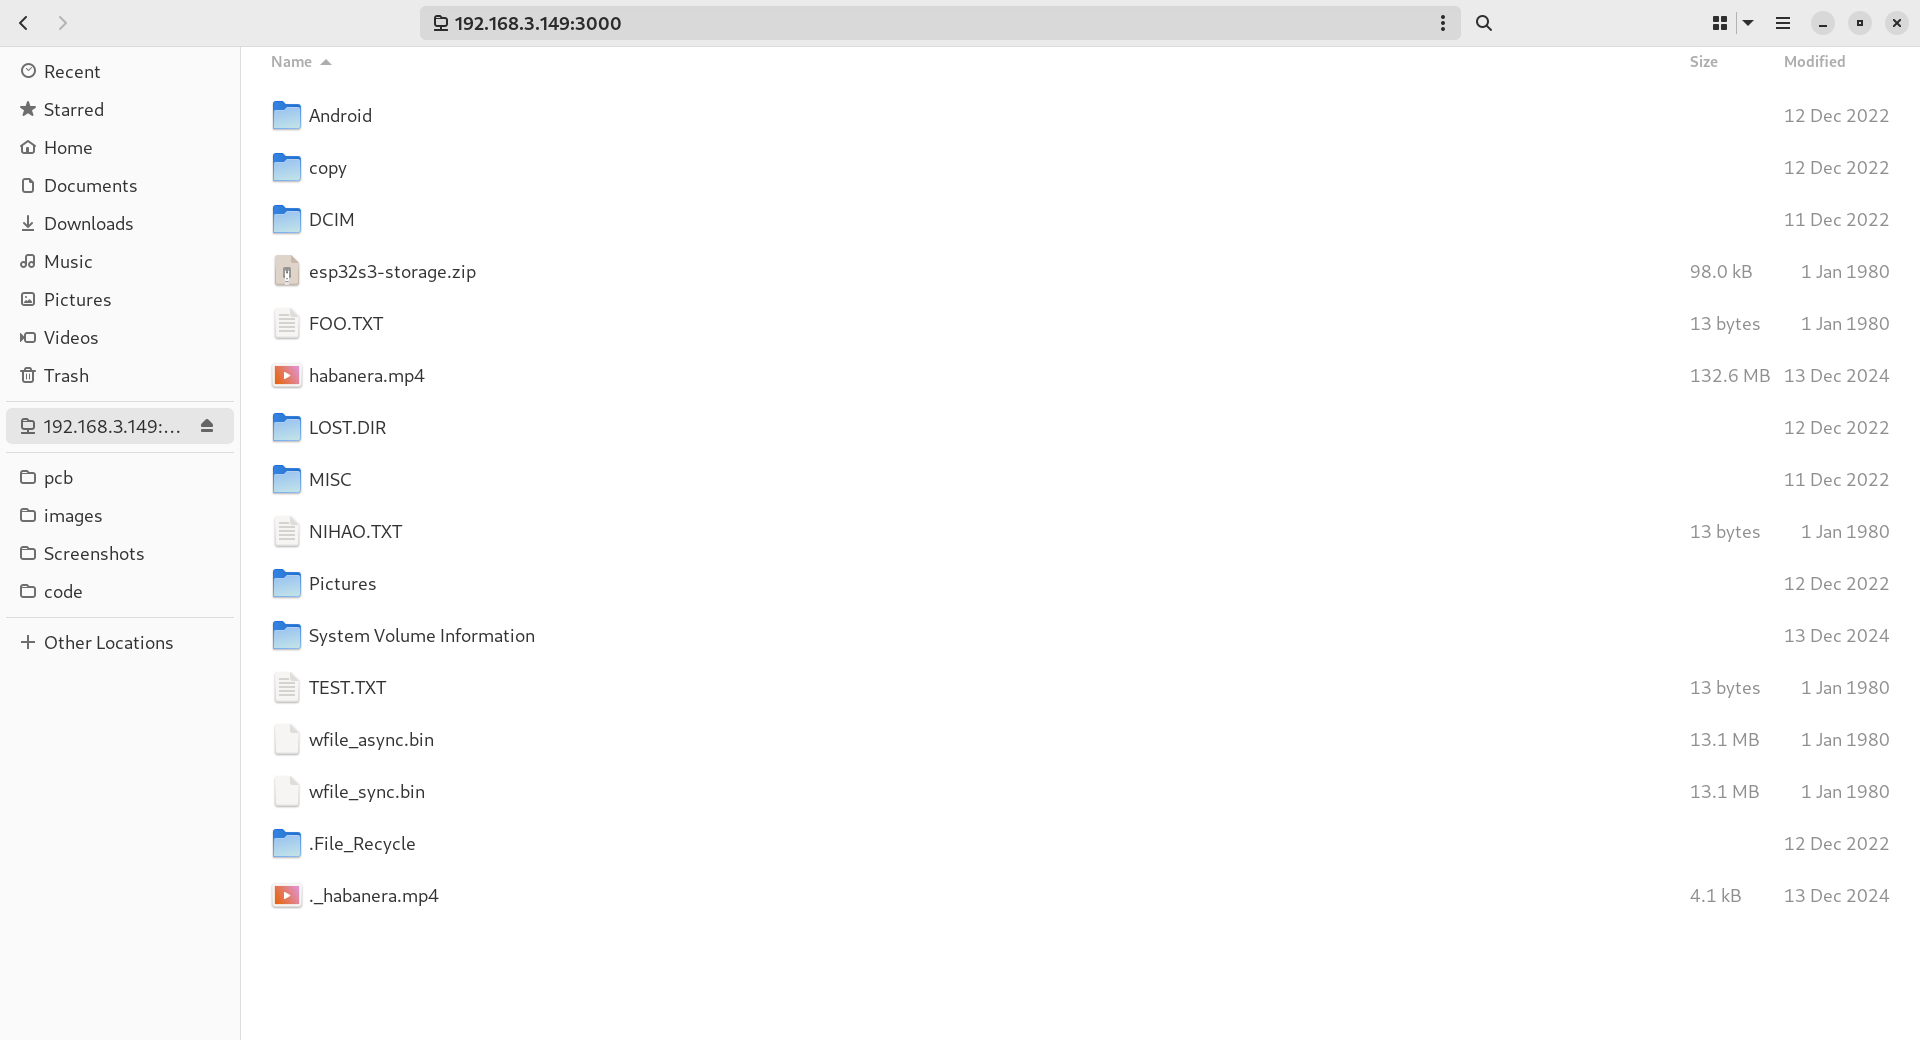 192.168.3.149:3000
Recent
Starred
Home
Documents
Downloads
Music
Pictures
Videos
Trash
192.168.3.149:…
pcb
images
Screenshots
code
Other Locations
Name Size Modified
Android 12 Dec 2022
copy 12 Dec 2022
DCIM 11 Dec 2022
esp32s3-storage.zip 98.0 kB 1 Jan 1980
FOO.TXT 13 bytes 1 Jan 1980
habanera.mp4 132.6 MB 13 Dec 2024
LOST.DIR 12 Dec 2022
MISC 11 Dec 2022
NIHAO.TXT 13 bytes 1 Jan 1980
Pictures 12 Dec 2022
System Volume Information 13 Dec 2024
TEST.TXT 13 bytes 1 Jan 1980
wfile_async.bin 13.1 MB 1 Jan 1980
wfile_sync.bin 13.1 MB 1 Jan 1980
.File_Recycle 12 Dec 2022
._habanera.mp4 4.1 kB 13 Dec 2024